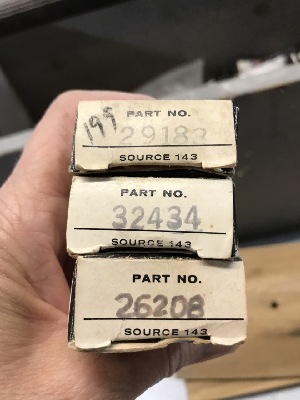 199
PART NO.
29183
SOURCE 143
PART NO.
32434
SOURCE 143
PART NO.
26208
SOURCE 143